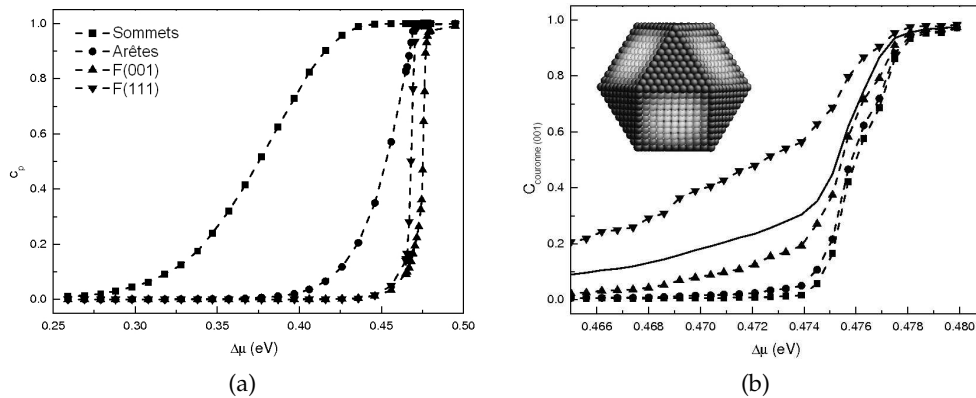 1.0
0.8
0.6
0.4
0.2
0.0
c_p
Sommets
Arêtes
F(001)
F(111)
0.25 0.30 0.35 0.40 0.45 0.50
Δμ (eV)
(a)
1.0
0.8
0.6
0.4
0.2
0.0
C_couronne (001)
0.466 0.468 0.470 0.472 0.474 0.476 0.478 0.480
Δμ (eV)
(b)